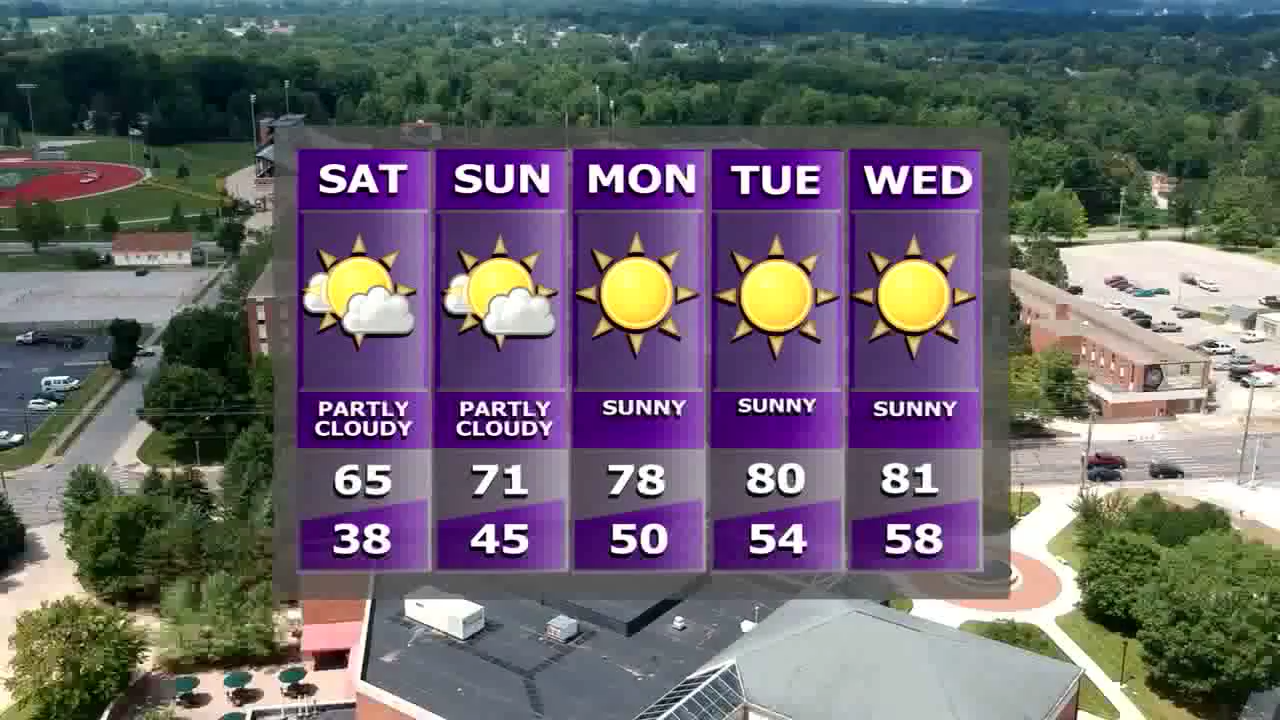 SAT SUN MON TUE WED
PARTLY CLOUDY PARTLY CLOUDY SUNNY SUNNY SUNNY
65 71 78 80 81
38 45 50 54 58